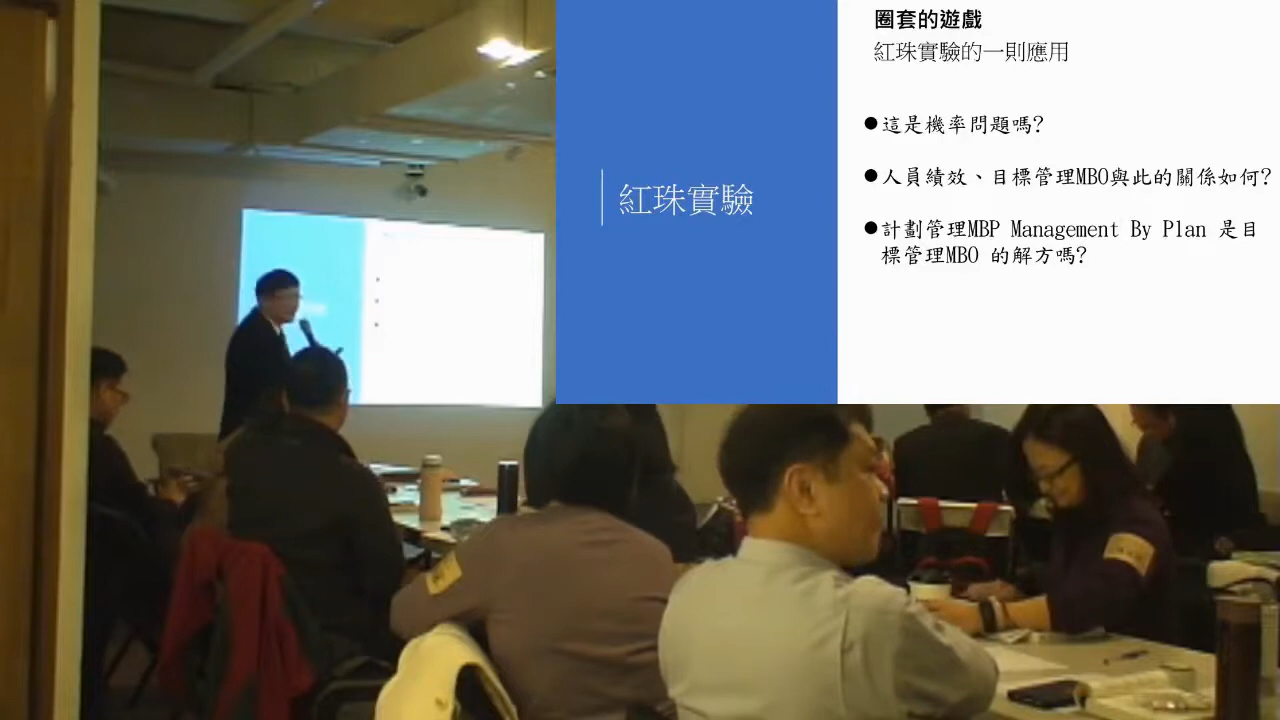 圈套的遊戲
紅珠實驗的一則應用
紅珠實驗
●這是機率問題嗎?
●人員績效、目標管理MBO與此的關係如何?
●計劃管理MBP Management By Plan 是目
標管理MBO 的解方嗎?